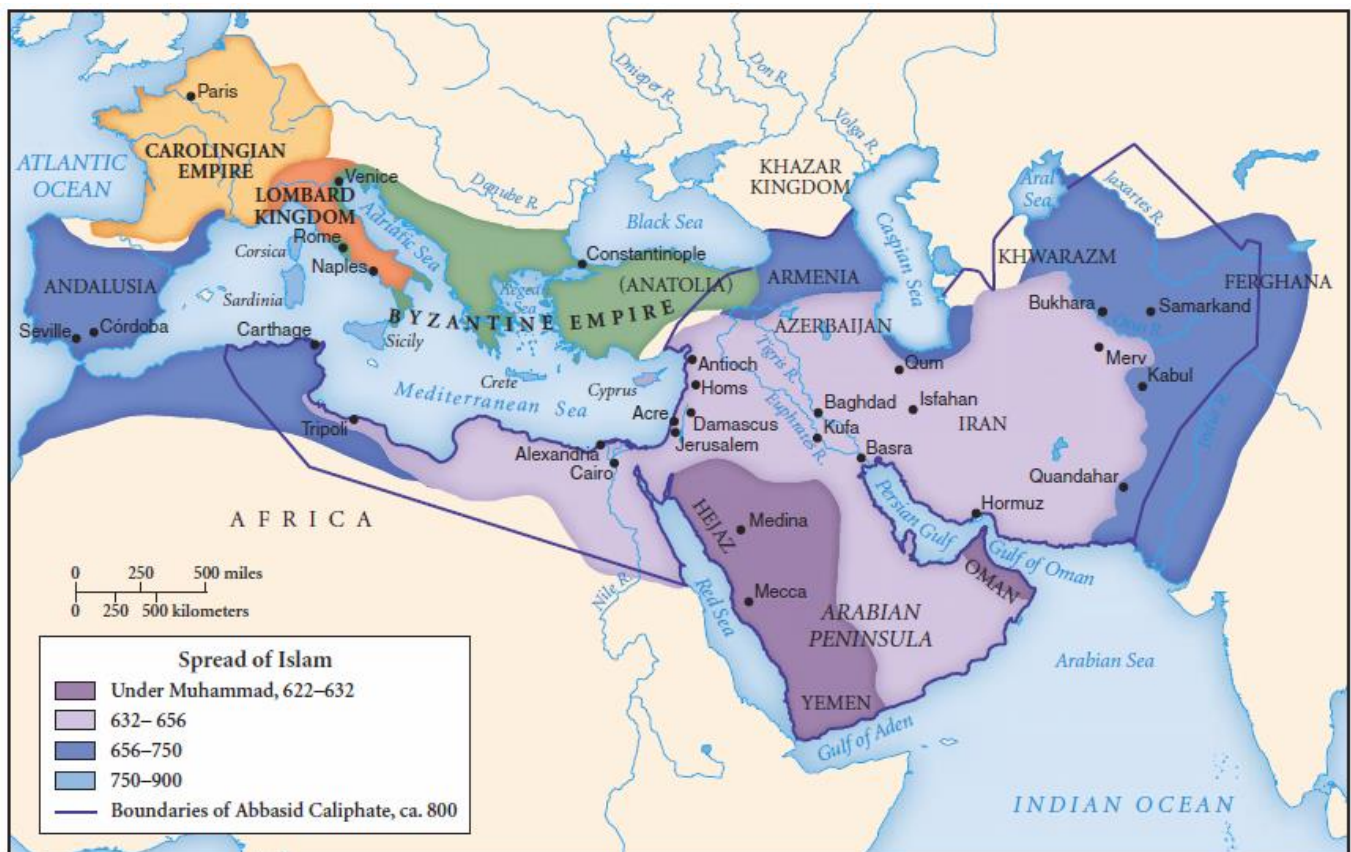 Paris
ATLANTIC
OCEAN
CAROLINGIAN
EMPIRE
LOMBARD
KINGDOM
Venice
Adriatic Sea
Corsica
Rome
Naples
Sardinia
Sicily
ANDALUSIA
Seville
Córdoba
Carthage
Tripoli
Danube R.
Dnieper R.
Don R.
Volga R.
KHAZAR
KINGDOM
Black Sea
Constantinople
(ANATOLIA)
BYZANTINE EMPIRE
Aegean
Sea
Crete
Cyprus
Mediterranean Sea
Caspian Sea
ARMENIA
AZERBAIJAN
Aral
Sea
Jaxartes R.
KHWARAZM
FERGHANA
Bukhara
Samarkand
Oxus R.
Merv
Kabul
Indus R.
Antioch
Homs
Acre
Damascus
Jerusalem
Tigris R.
Euphrates R.
Baghdad
Kufa
Basra
Qum
Isfahan
IRAN
Quandahar
Hormuz
Alexandria
Cairo
Nile R.
AFRICA
HEJAZ
Medina
Mecca
Red Sea
Persian Gulf
Gulf of Oman
OMAN
ARABIAN
PENINSULA
YEMEN
Gulf of Aden
Arabian Sea
INDIAN OCEAN
0 250 500 miles
0 250 500 kilometers
Spread of Islam
Under Muhammad, 622–632
632– 656
656–750
750–900
Boundaries of Abbasid Caliphate, ca. 800